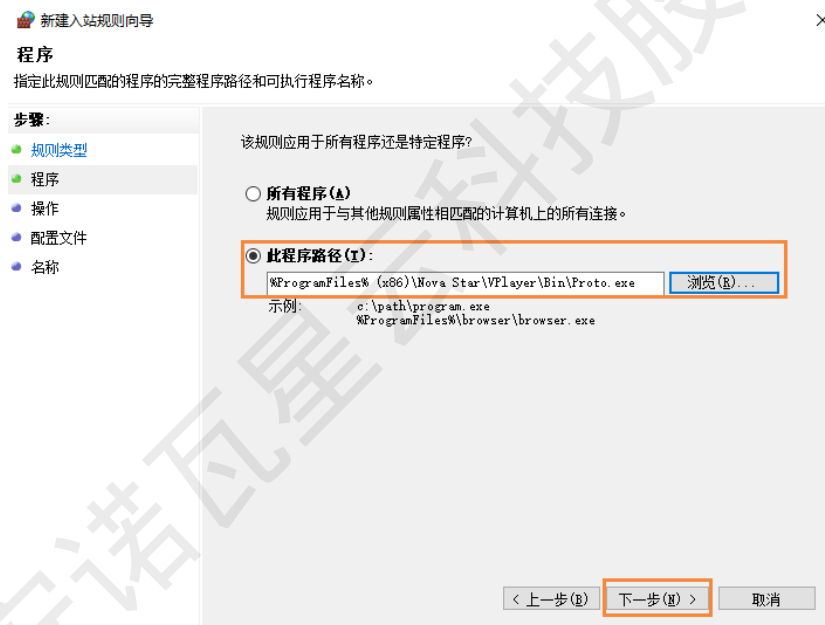 新建入站规则向导
程序
指定此规则匹配的程序的完整程序路径和可执行程序名称。
步骤:
规则类型
程序
操作
配置文件
名称
该规则应用于所有程序还是特定程序?
所有程序(A)
规则应用于与其他规则属性相匹配的计算机上的所有连接。
此程序路径(T):
%ProgramFiles% (x86)\Nova Star\VPlayer\Bin\Proto.exe
浏览(R)...
示例: c:\path\program.exe
%ProgramFiles%\browser\browser.exe
< 上一步(B) 下一步(N) > 取消
安诺瓦星云科技股